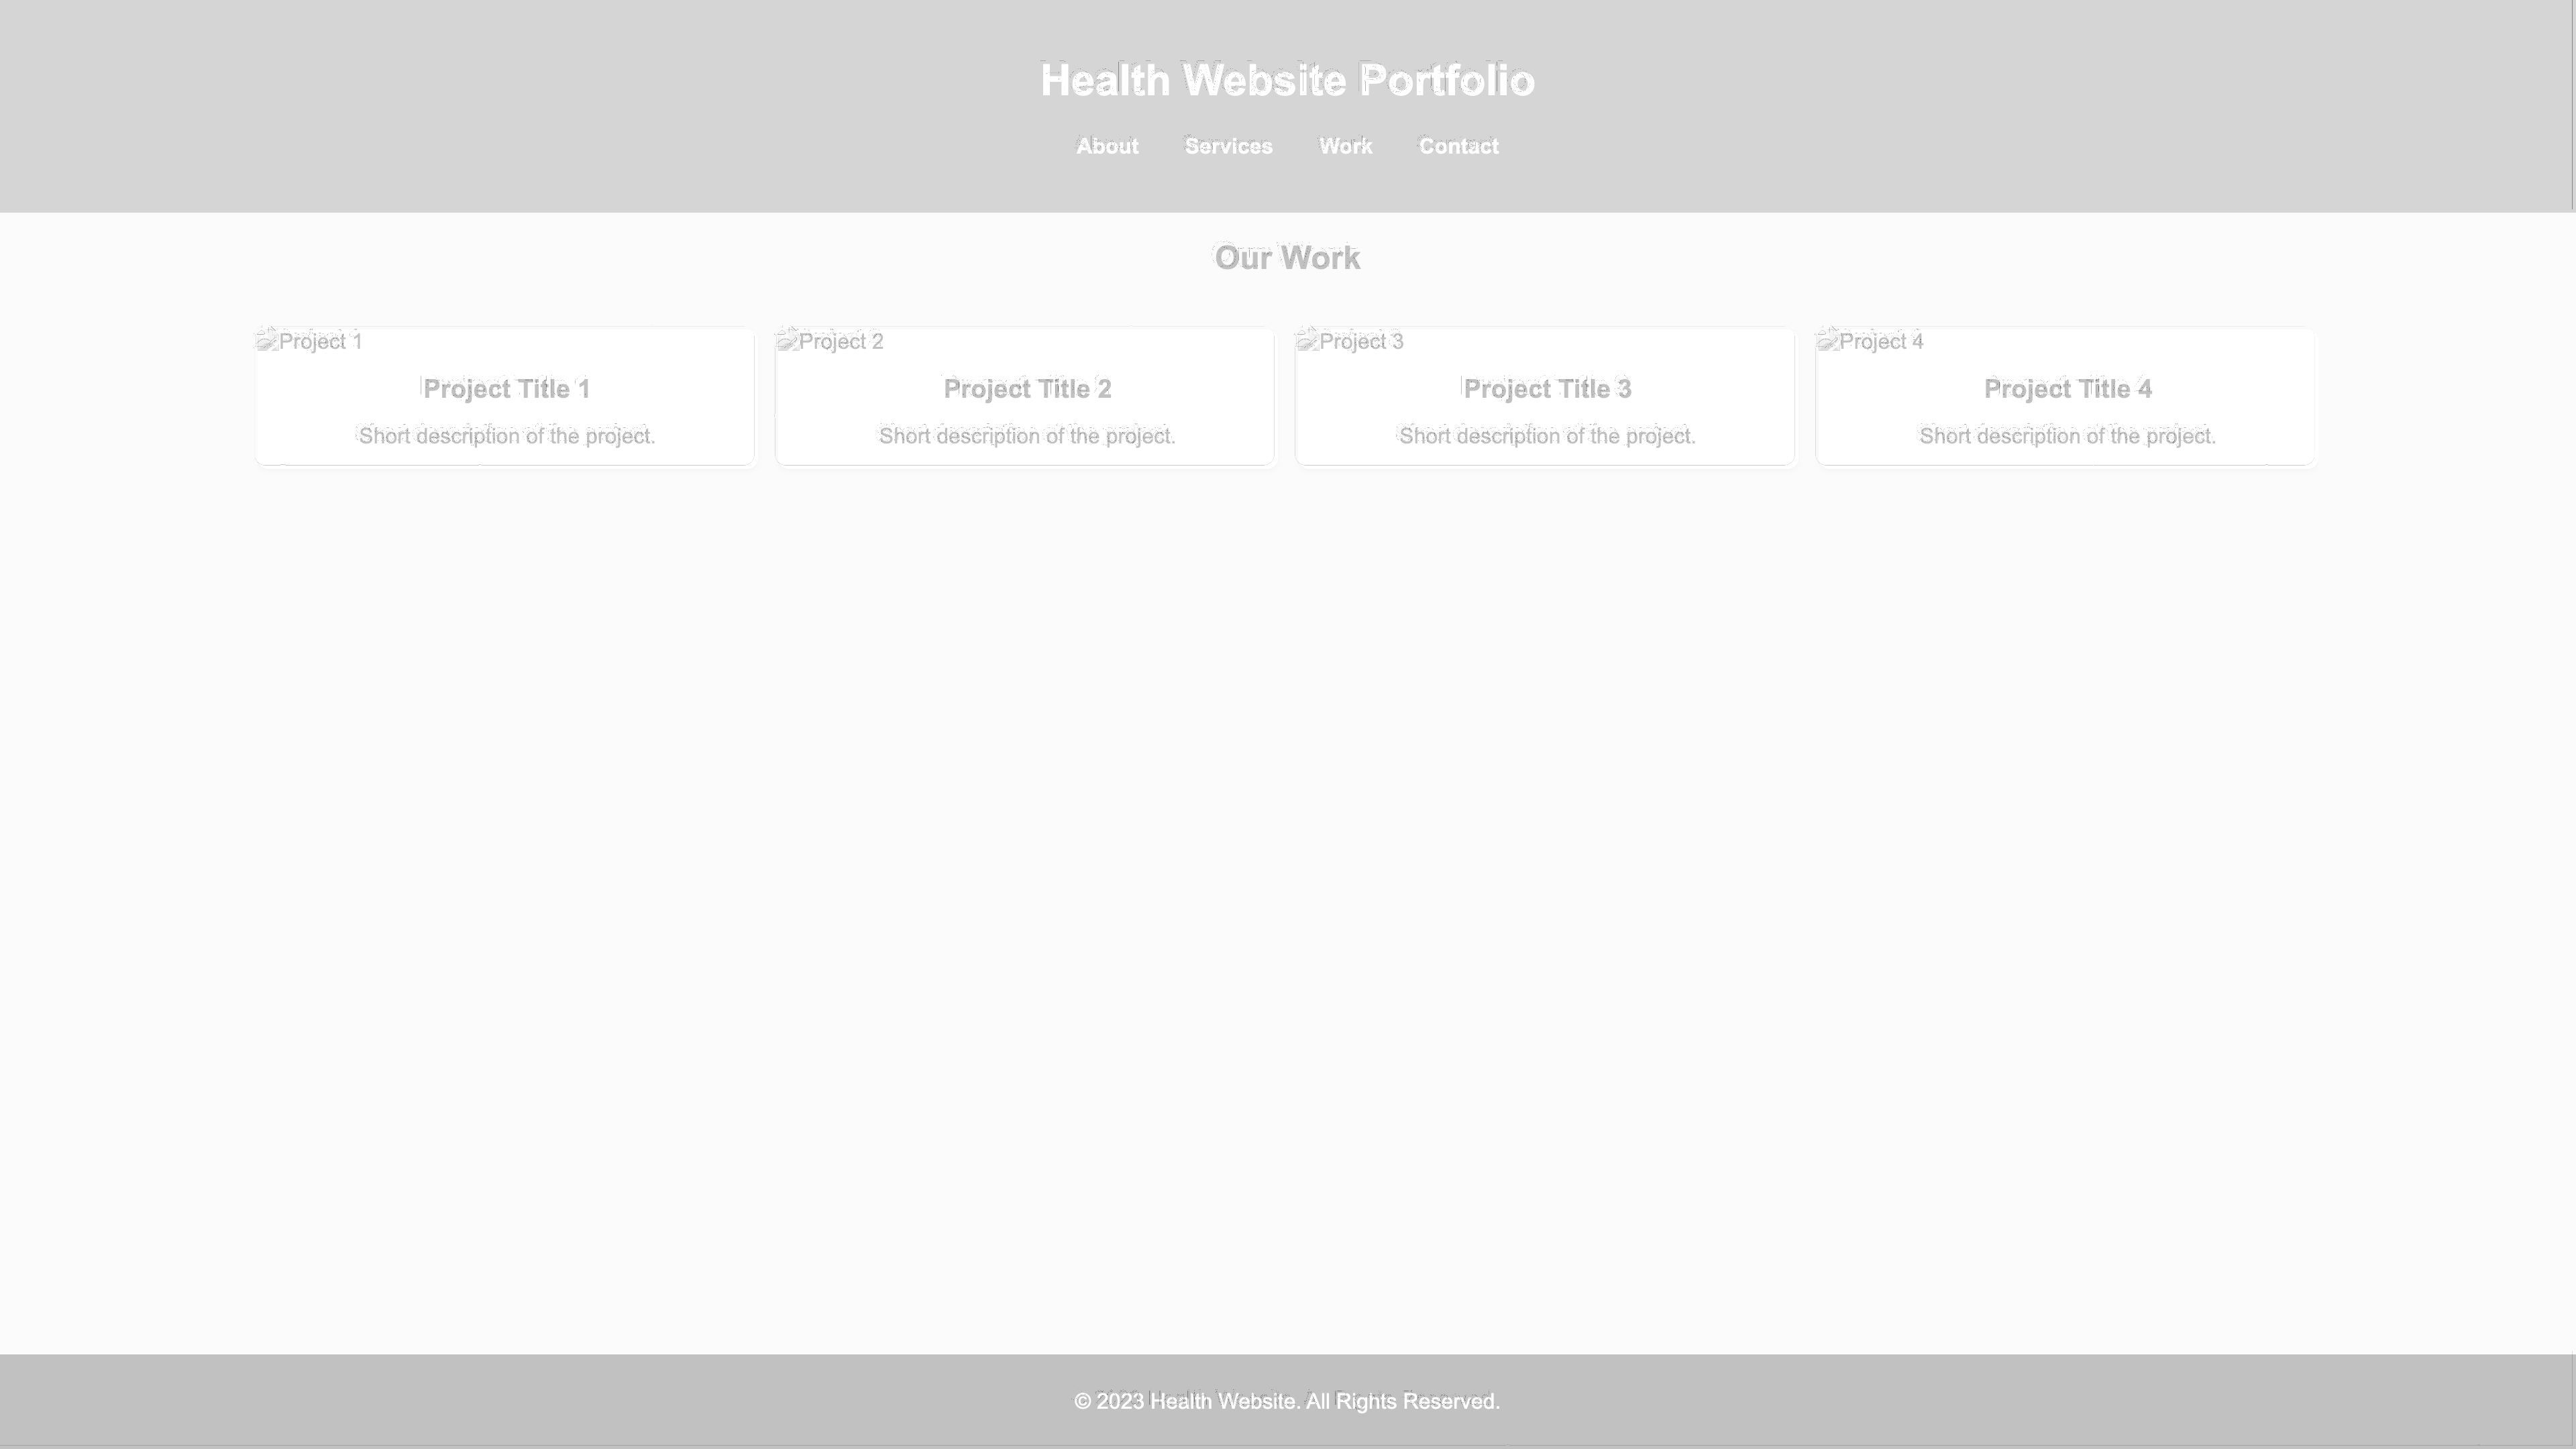 Health Website Portfolio
About Services Work Contact
Our Work
Project 1 Project 2 Project 3 Project 4
Project Title 1 Project Title 2 Project Title 3 Project Title 4
Short description of the project. Short description of the project. Short description of the project. Short description of the project.
© 2023 Health Website. All Rights Reserved.